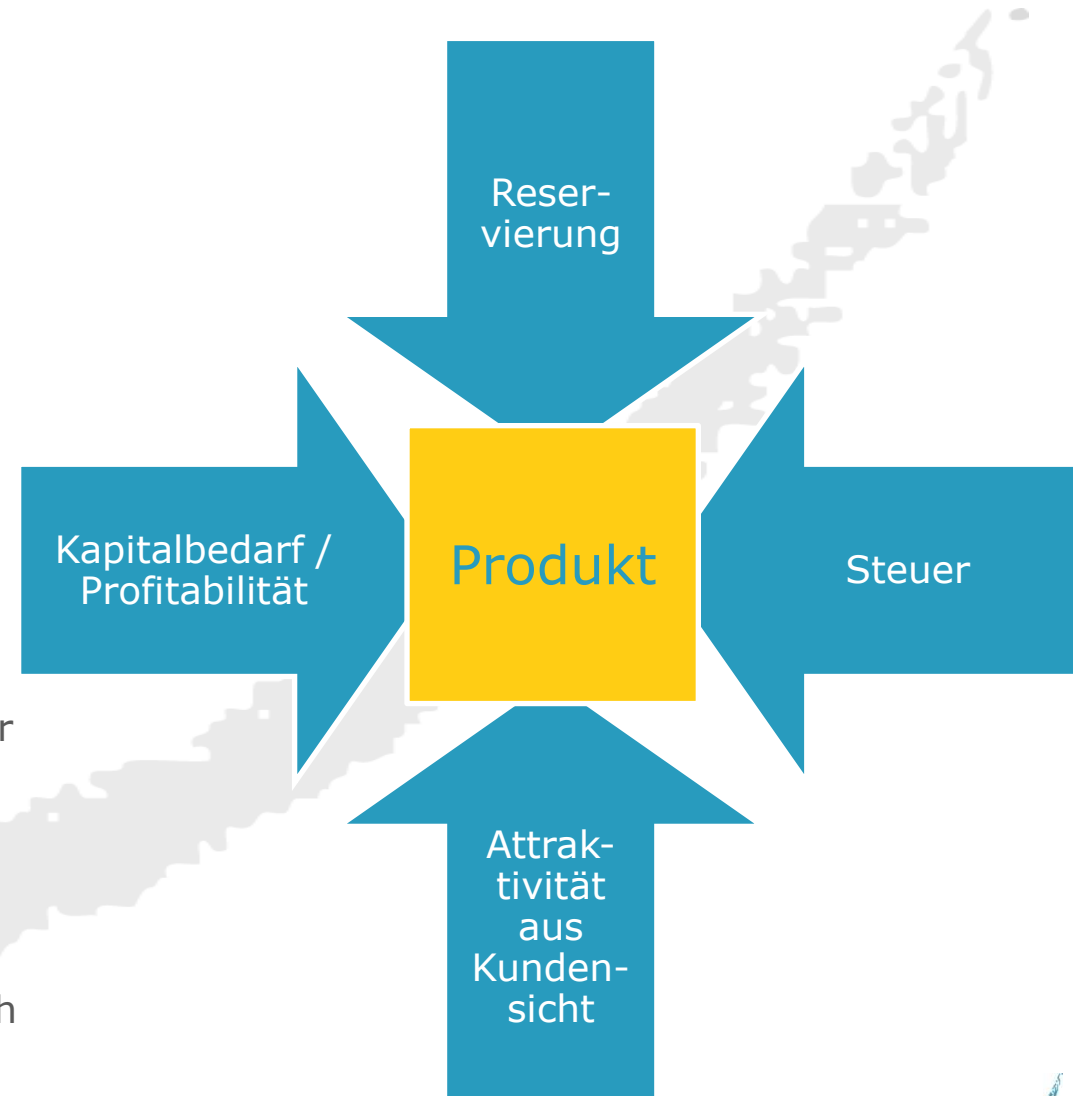 Reser-
vierung
Kapitalbedarf /
Profitabilität
Produkt
Steuer
r
Attrak-
tivität
aus
Kunden-
sicht
h